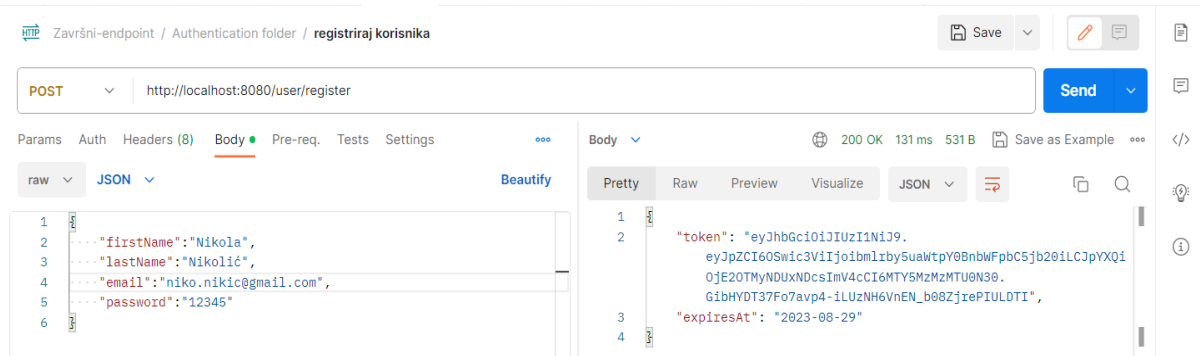 HTTP Završni-endpoint / Authentication folder / registriraj korisnika Save
POST http://localhost:8080/user/register Send
Params Auth Headers (8) Body Pre-req. Tests Settings
raw JSON Beautify
1 {
2 "firstName":"Nikola",
3 "lastName":"Nikolić",
4 "email":"niko.nikic@gmail.com",
5 "password":"12345"
6 }
Body 200 OK 131 ms 531 B Save as Example
Pretty Raw Preview Visualize JSON
1 {
2 "token": "eyJhbGciOiJIUzI1NiJ9.
eyJpZCI6OSwic3ViIjoibmlrby5uaWtpY0BnbWFpbC5jb20iLCJpYXQi
OjE2OTMyNDUxNDcsImV4cCI6MTY5MzMzMTU0N30.
GibHYDT37Fo7avp4-iLUzNH6VnEN_b08ZjrePIULDTI",
3 "expiresAt": "2023-08-29"
4 }